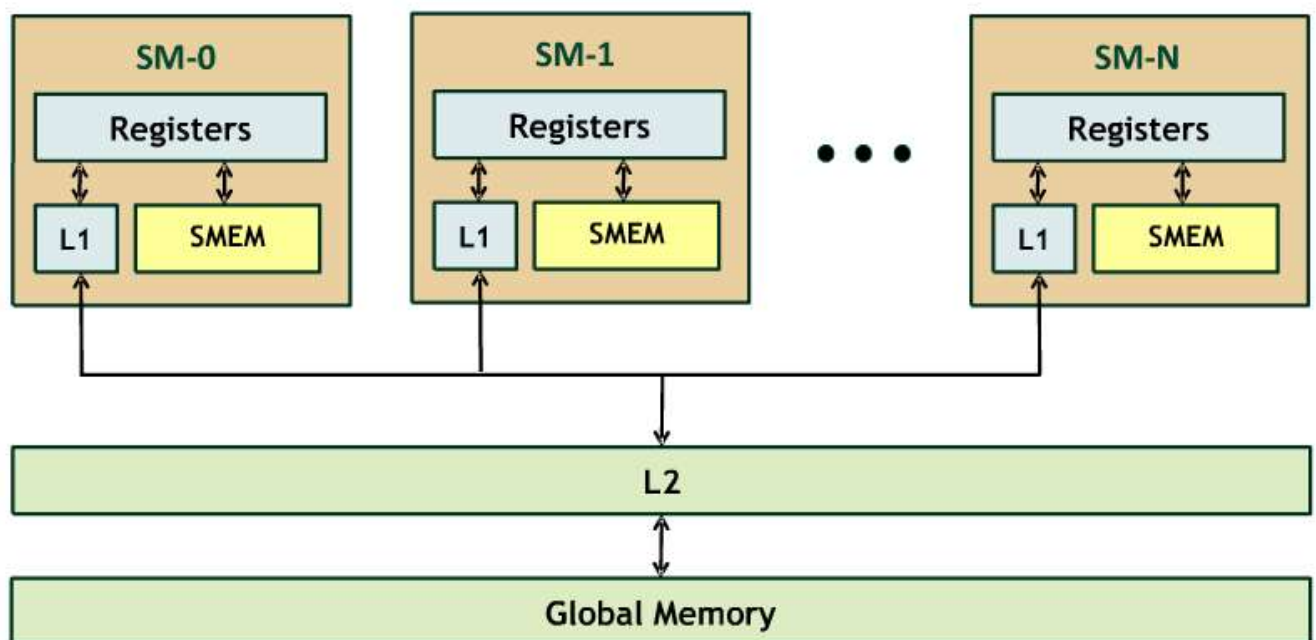 SM-0
SM-1
SM-N
Registers
Registers
Registers
L1
SMEM
L1
SMEM
L1
SMEM
L2
Global Memory